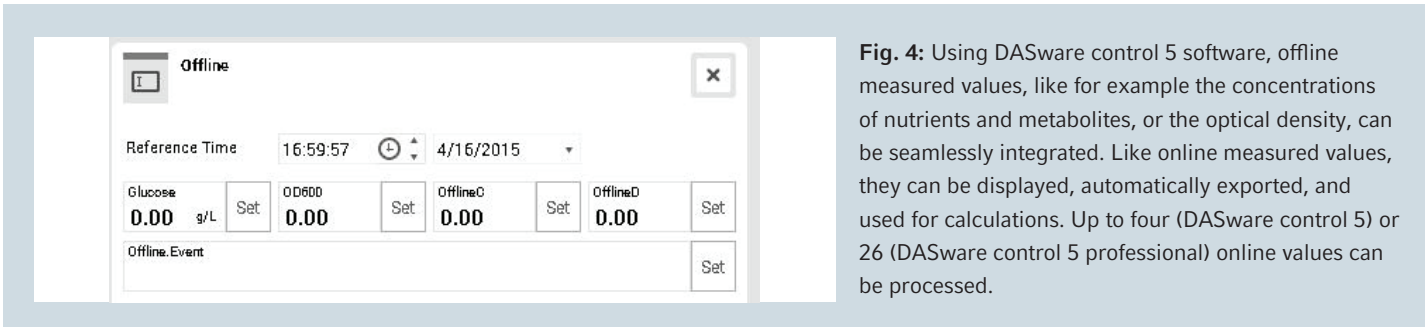 Offline
Reference Time 16:59:57 4/16/2015
Glucose OD600 OfflineC OfflineD
0.00 g/L Set 0.00 Set 0.00 Set 0.00 Set
Offline.Event
Set
Fig. 4: Using DASware control 5 software, offline
measured values, like for example the concentrations
of nutrients and metabolites, or the optical density, can
be seamlessly integrated. Like online measured values,
they can be displayed, automatically exported, and
used for calculations. Up to four (DASware control 5) or
26 (DASware control 5 professional) online values can
be processed.